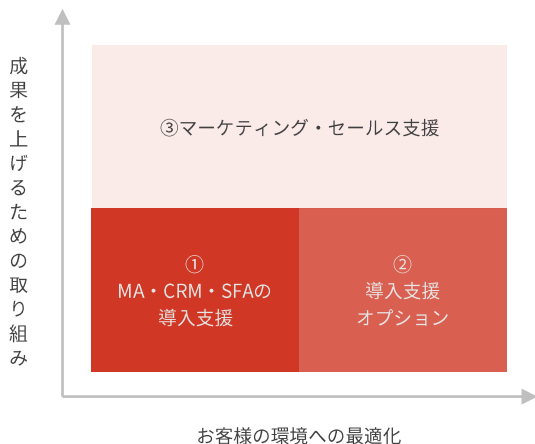 成果を上げるための取り組み
③マーケティング・セールス支援
①
MA・CRM・SFAの
導入支援
②
導入支援
オプション
お客様の環境への最適化